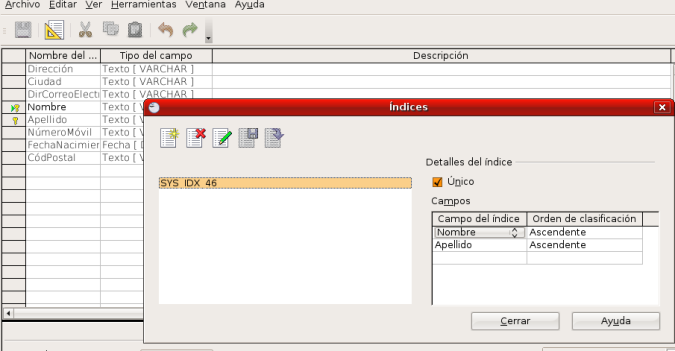 Archivo Editar Ver Herramientas Ventana Ayuda
Nombre del ... Tipo del campo Descripción
Dirección Texto [ VARCHAR ]
Ciudad Texto [ VARCHAR ]
DirCorreoElecti Texto [ VARCHAR ]
Nombre Texto [ V
Apellido Texto [ V
NúmeroMóvil Texto [ V
FechaNacimier Fecha [ D
CódPostal Texto [ V
Índices
Detalles del índice
SYS_IDX_46
Único
Campos
Campo del índice Orden de clasificación
Nombre Ascendente
Apellido Ascendente
Cerrar Ayuda